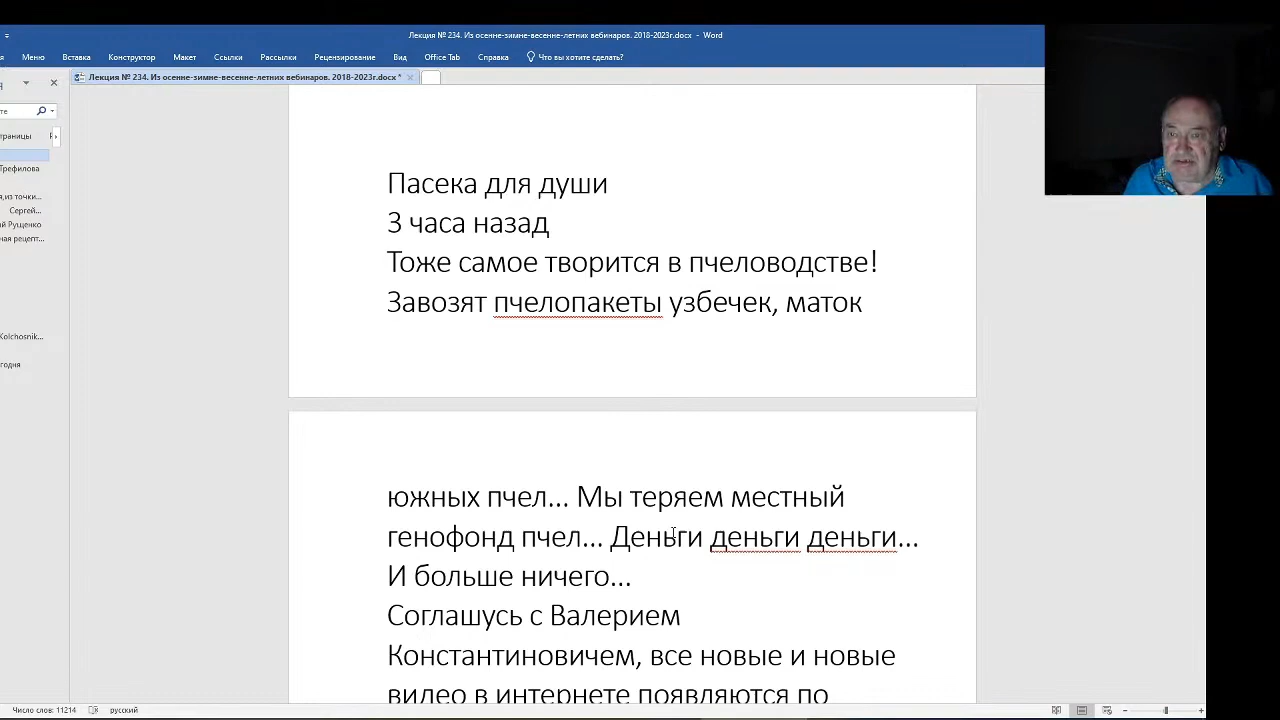 Лекция № 234. Из осенне-зимне-весенне-летних вебинаров. 2018-2023г.docx - Word
Меню Вставка Конструктор Макет Ссылки Рассылки Рецензирование Вид Office Tab Справка Что вы хотите сделать?
Лекция № 234. Из осенне-зимне-весенне-летних вебинаров. 2018-2023г.docx *
Трефилова
Сергей...
Рущенко
Kolchosnik...
Пасека для души
3 часа назад
Тоже самое творится в пчеловодстве!
Завозят пчелопакеты узбечек, маток
южных пчел... Мы теряем местный
генофонд пчел... Деньги деньги деньги...
И больше ничего...
Соглашусь с Валерием
Константиновичем, все новые и новые
видео в интернете появляются по
Число слов: 11214 русский